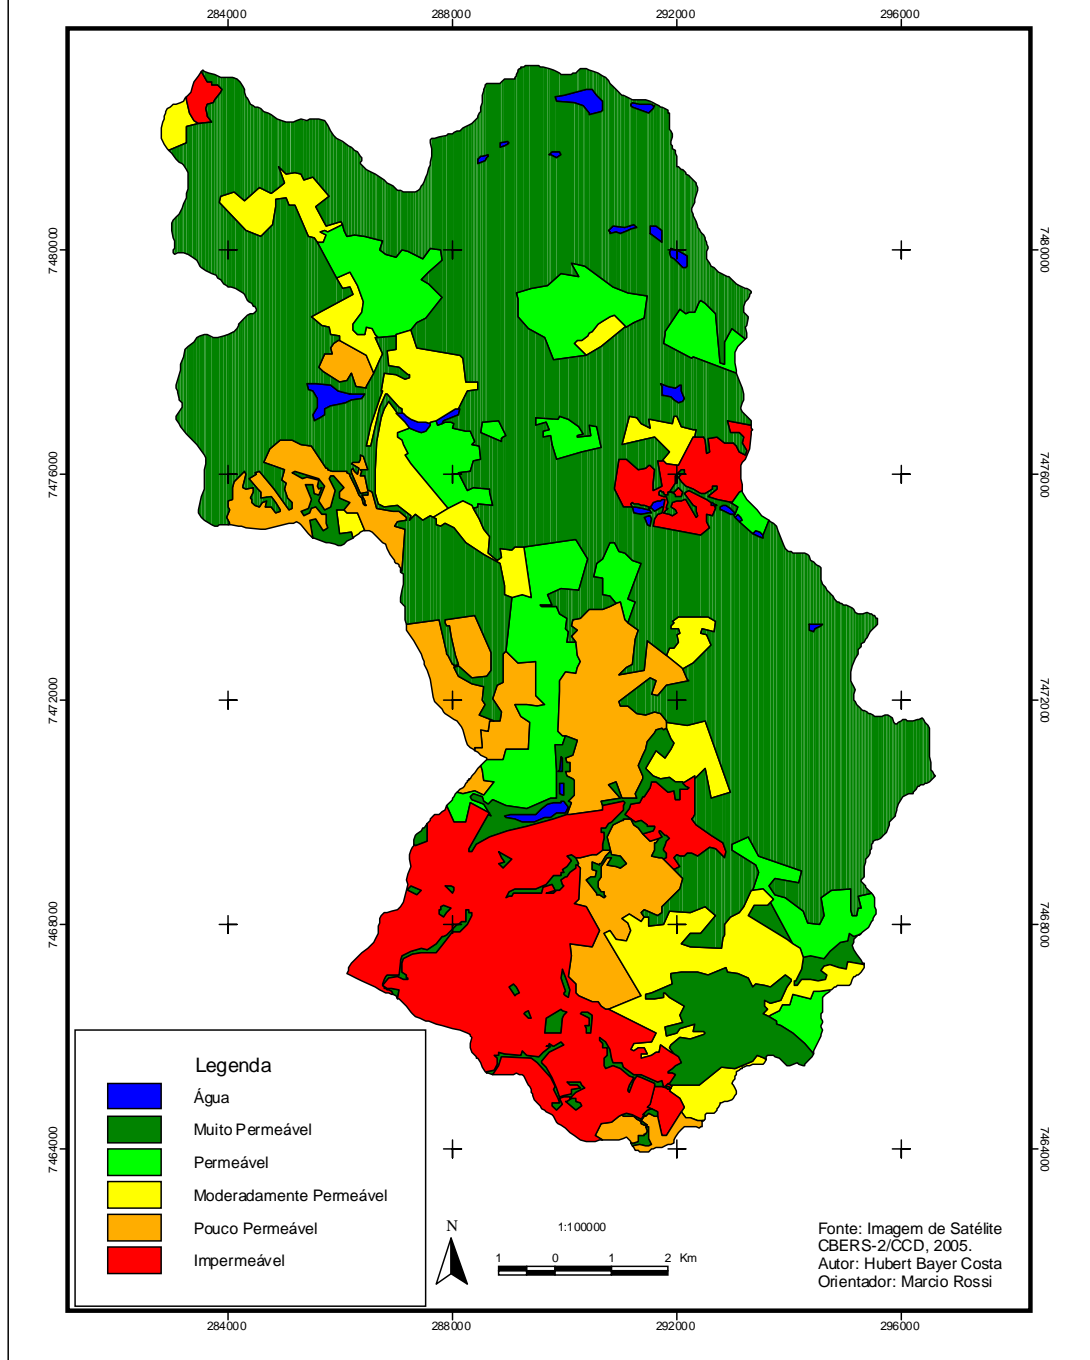 284000 288000 292000 296000
7480000 7480000
7476000 7476000
7472000 7472000
7468000 7468000
7464000 7464000
Legenda
Água
Muito Permeável
Permeável
Moderadamente Permeável
Pouco Permeável
Impermeável
N
1:100000
1 0 1 2 Km
Fonte: Imagem de Satélite
CBERS-2/CCD, 2005.
Autor: Hubert Bayer Costa
Orientador: Marcio Rossi
284000 288000 292000 296000